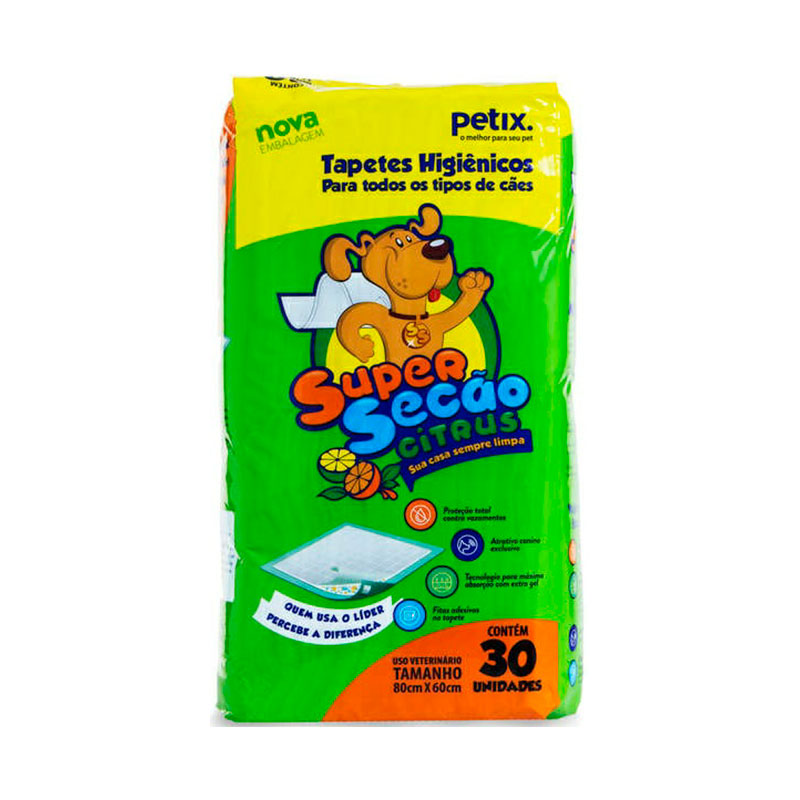 CONTÉM
nova
EMBALAGEM
petix.
o melhor para seu pet
Tapetes Higiênicos
Para todos os tipos de cães
SS
Super
Secão
CITRUS
Sua casa sempre limpa
Proteção total
contra vazamentos
Atrativo canino
exclusivo
Tecnologia para máxima
absorção com extra gel
Fitas adesivas
no tapete
QUEM USA O LÍDER
PERCEBE A DIFERENÇA
USO VETERINÁRIO
TAMANHO
80cm X 60cm
CONTÉM
30
UNIDADES